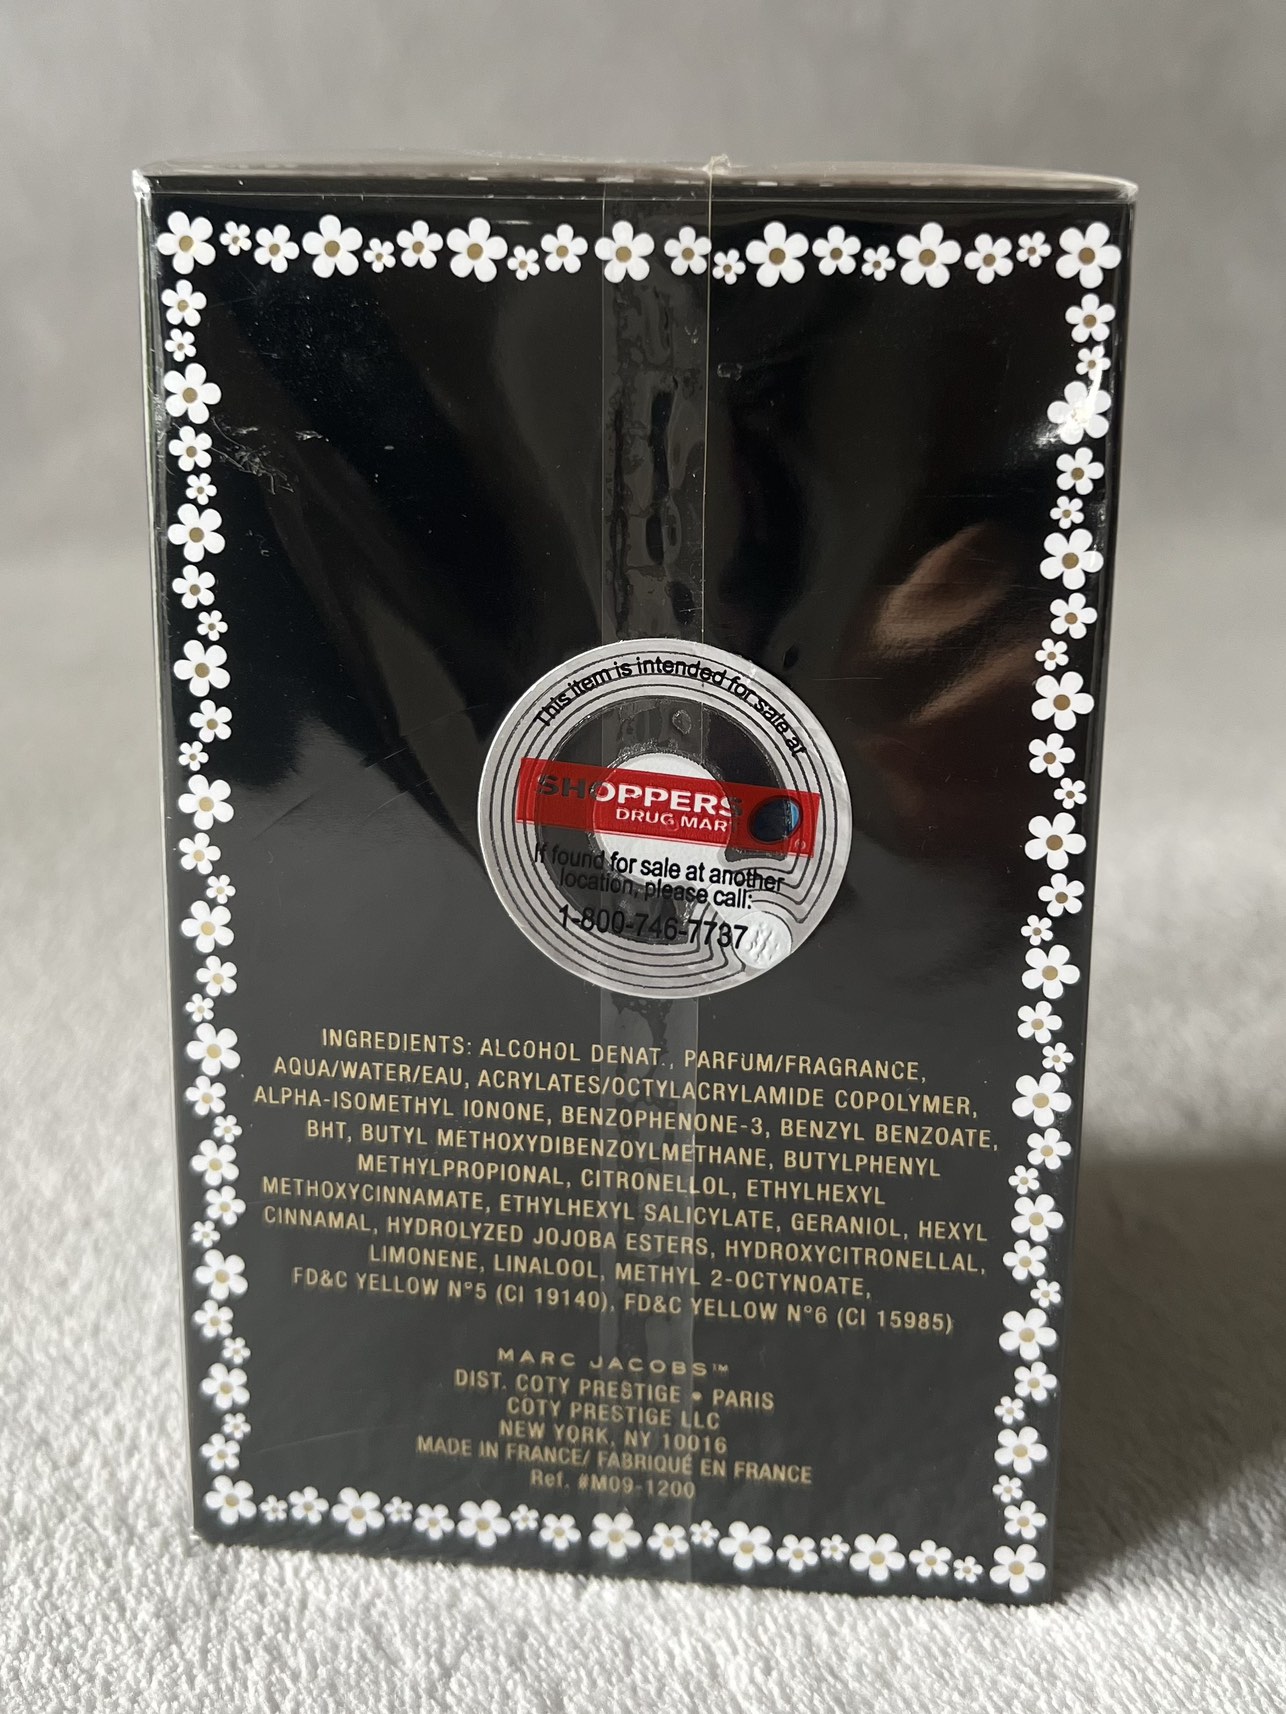 This item is intended for sale at
SHOPPERS
DRUG MART
If found for sale at another
location, please call:
1-800-746-7737
INGREDIENTS: ALCOHOL DENAT., PARFUM/FRAGRANCE,
AQUA/WATER/EAU, ACRYLATES/OCTYLACRYLAMIDE COPOLYMER,
ALPHA-ISOMETHYL IONONE, BENZOPHENONE-3, BENZYL BENZOATE,
BHT, BUTYL METHOXYDIBENZOYLMETHANE, BUTYLPHENYL
METHYLPROPIONAL, CITRONELLOL, ETHYLHEXYL
METHOXYCINNAMATE, ETHYLHEXYL SALICYLATE, GERANIOL, HEXYL
CINNAMAL, HYDROLYZED JOJOBA ESTERS, HYDROXYCITRONELLAL,
LIMONENE, LINALOOL, METHYL 2-OCTYNOATE,
FD&C YELLOW N°5 (CI 19140), FD&C YELLOW N°6 (CI 15985)
MARC JACOBS™
DIST. COTY PRESTIGE • PARIS
COTY PRESTIGE LLC
NEW YORK, NY 10016
MADE IN FRANCE/ FABRIQUÉ EN FRANCE
Ref. #M09-1200